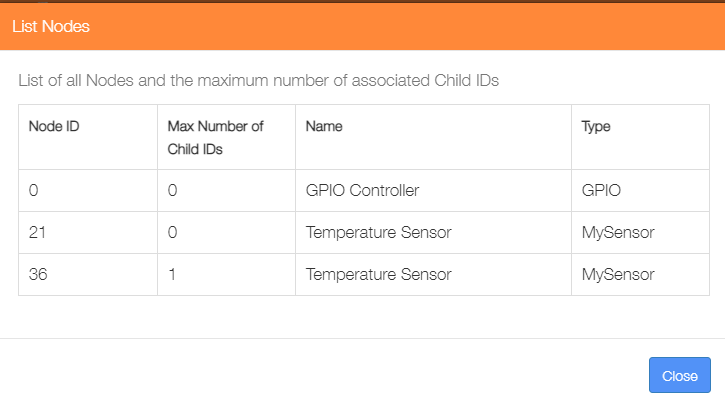 List Nodes
List of all Nodes and the maximum number of associated Child IDs
Node ID Max Number of Child IDs Name Type
0 0 GPIO Controller GPIO
21 0 Temperature Sensor MySensor
36 1 Temperature Sensor MySensor
Close